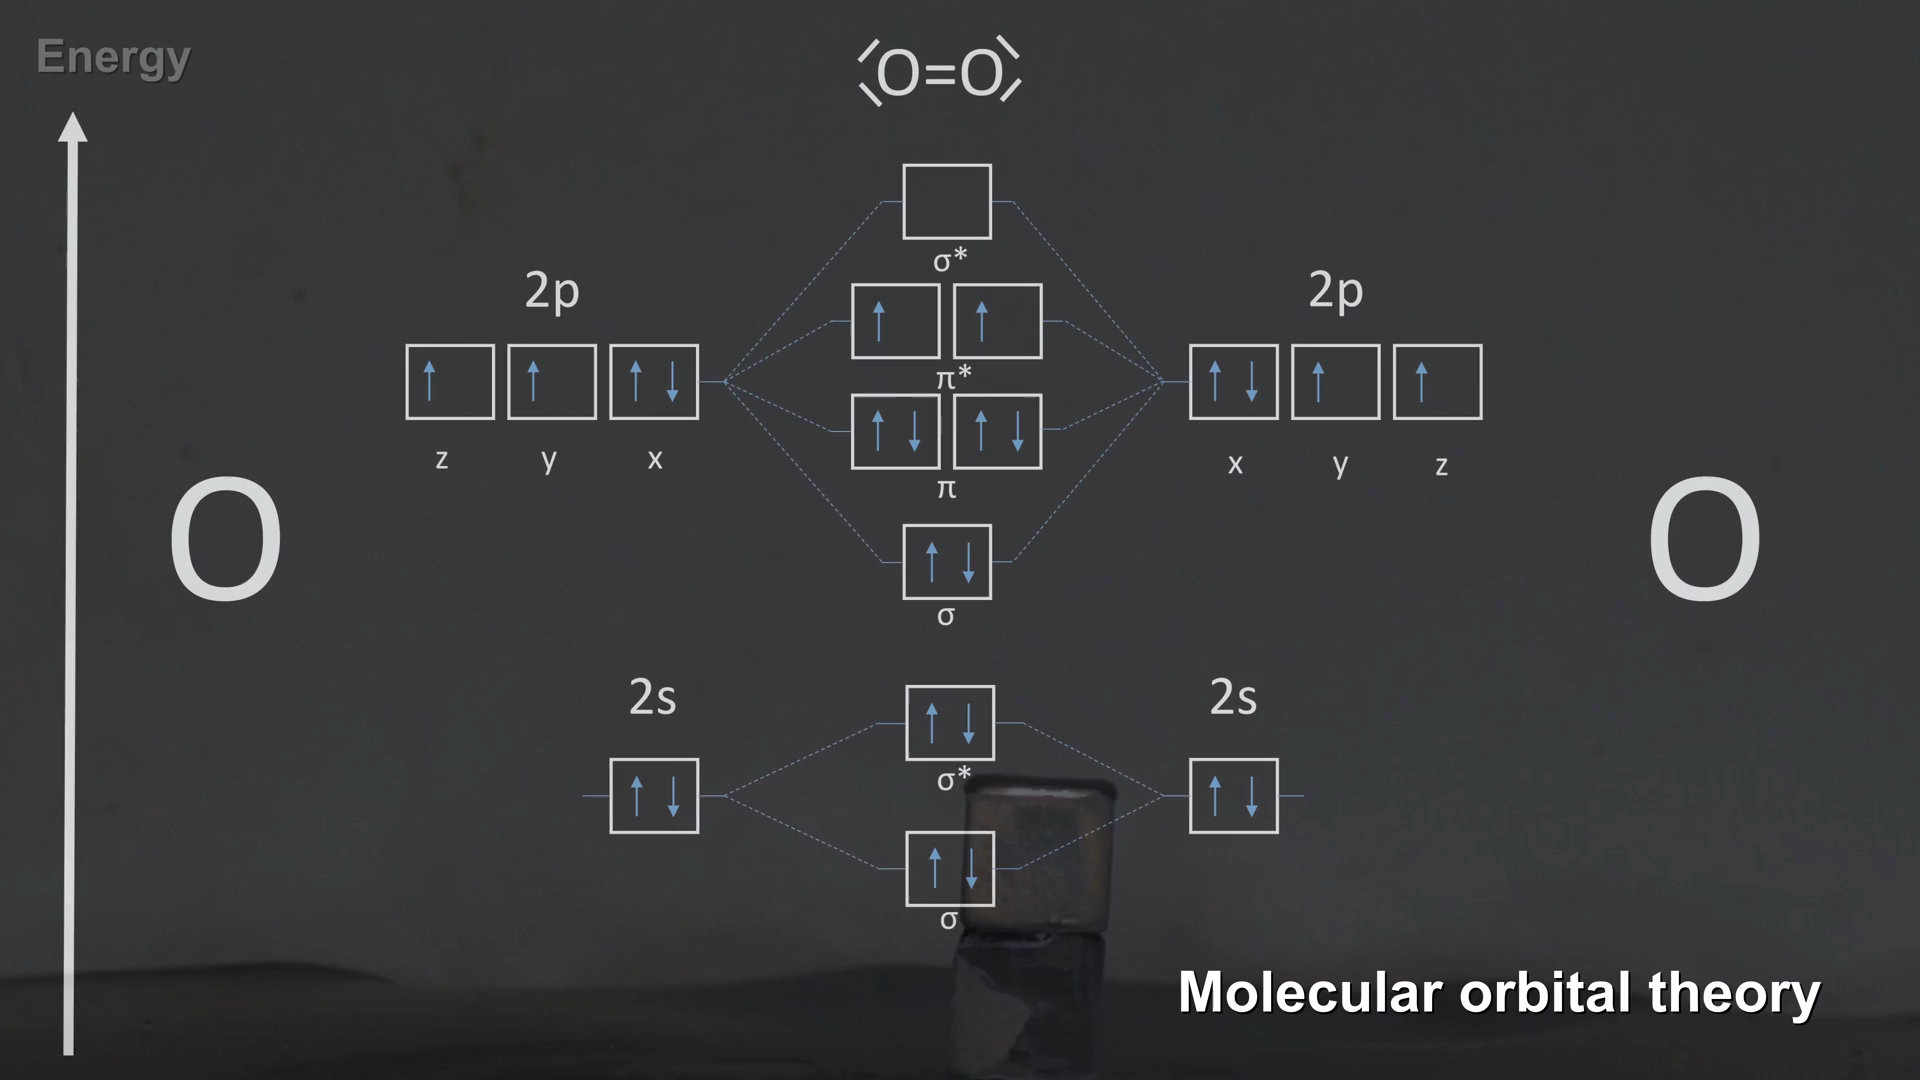 Energy
O=O
σ*
2p
2p
π*
z y x
x y z
π
O
O
σ
2s
2s
σ*
σ
Molecular orbital theory